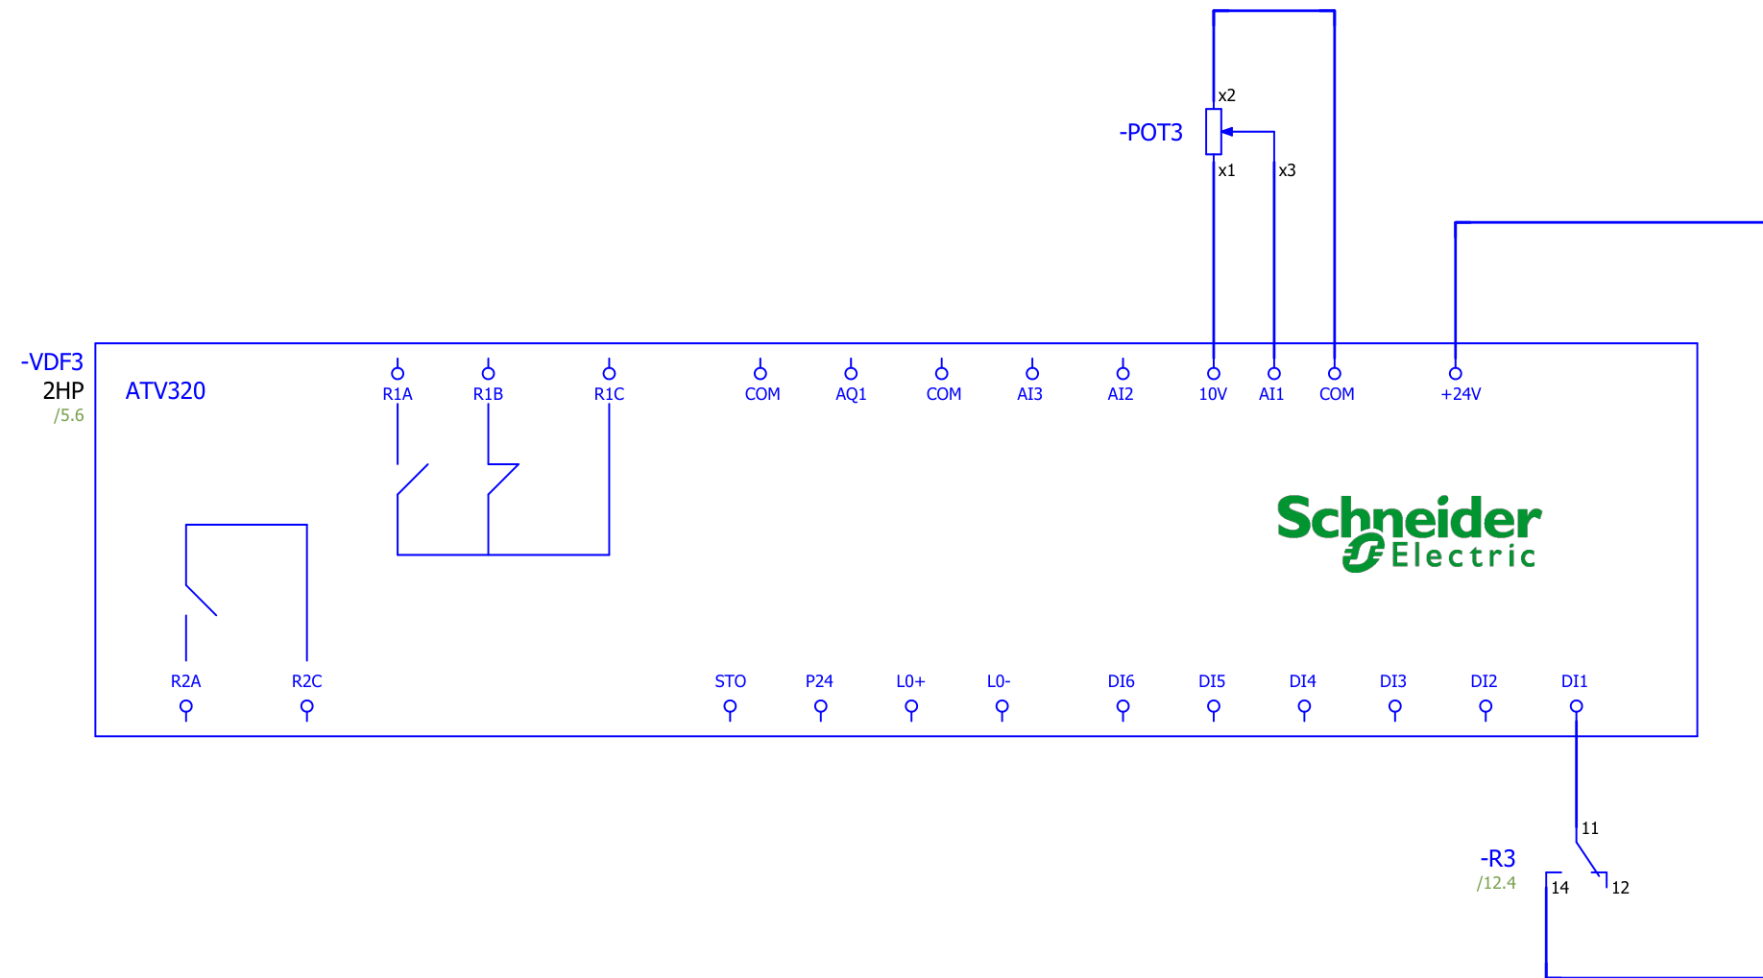 x2
-POT3
x1
x3
-VDF3
2HP
/5.6
ATV320
R1A
R1B
R1C
COM
AQ1
COM
AI3
AI2
10V
AI1
COM
+24V
Schneider
Electric
R2A
R2C
STO
P24
L0+
L0-
DI6
DI5
DI4
DI3
DI2
DI1
11
-R3
/12.4
14
12